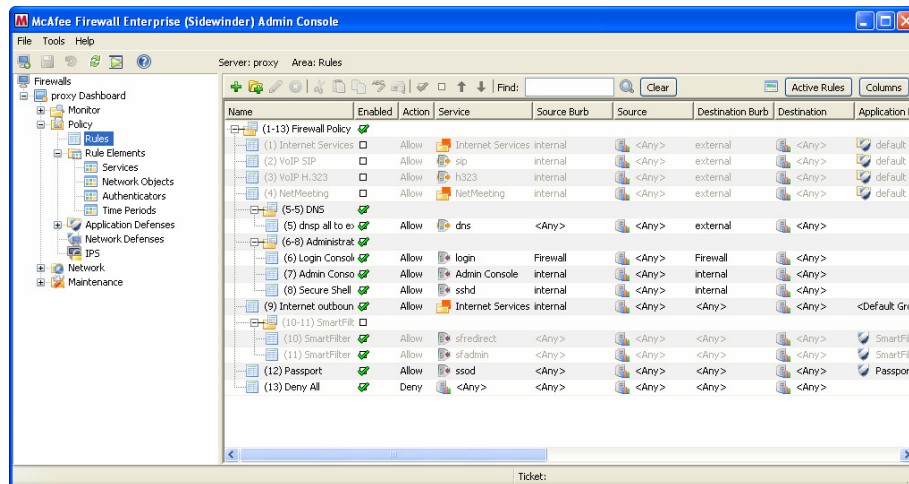 McAfee Firewall Enterprise (Sidewinder) Admin Console
File Tools Help
Server: proxy Area: Rules
Firewalls
proxy Dashboard
Monitor
Policy
Rules
Rule Elements
Services
Network Objects
Authenticators
Time Periods
Application Defenses
Network Defenses
IPS
Network
Maintenance
Find: Clear Active Rules Columns
Name Enabled Action Service Source Burb Source Destination Burb Destination Application
(1-13) Firewall Policy
(1) Internet Services Allow Internet Services internal <Any> external <Any> default
(2) VoIP SIP Allow sip internal <Any> external <Any> default
(3) VoIP H.323 Allow h323 internal <Any> external <Any> default
(4) NetMeeting Allow NetMeeting internal <Any> external <Any> default
(5-5) DNS
(5) dnsp all to ex Allow dns <Any> <Any> external <Any>
(6-8) Administrat
(6) Login Consol Allow login Firewall <Any> Firewall <Any>
(7) Admin Conso Allow Admin Console internal <Any> internal <Any>
(8) Secure Shell Allow sshd internal <Any> internal <Any>
(9) Internet outboun Allow Internet Services internal <Any> <Any> <Any> <Default Gro
(10-11) SmartFilt
(10) SmartFilter Allow sfredirect <Any> <Any> <Any> <Any> SmartFil
(11) SmartFilter Allow sfadmin <Any> <Any> <Any> <Any> SmartFil
(12) Passport Allow ssod <Any> <Any> <Any> <Any> Passpor
(13) Deny All Deny <Any> <Any> <Any> <Any> <Any>
Ticket: